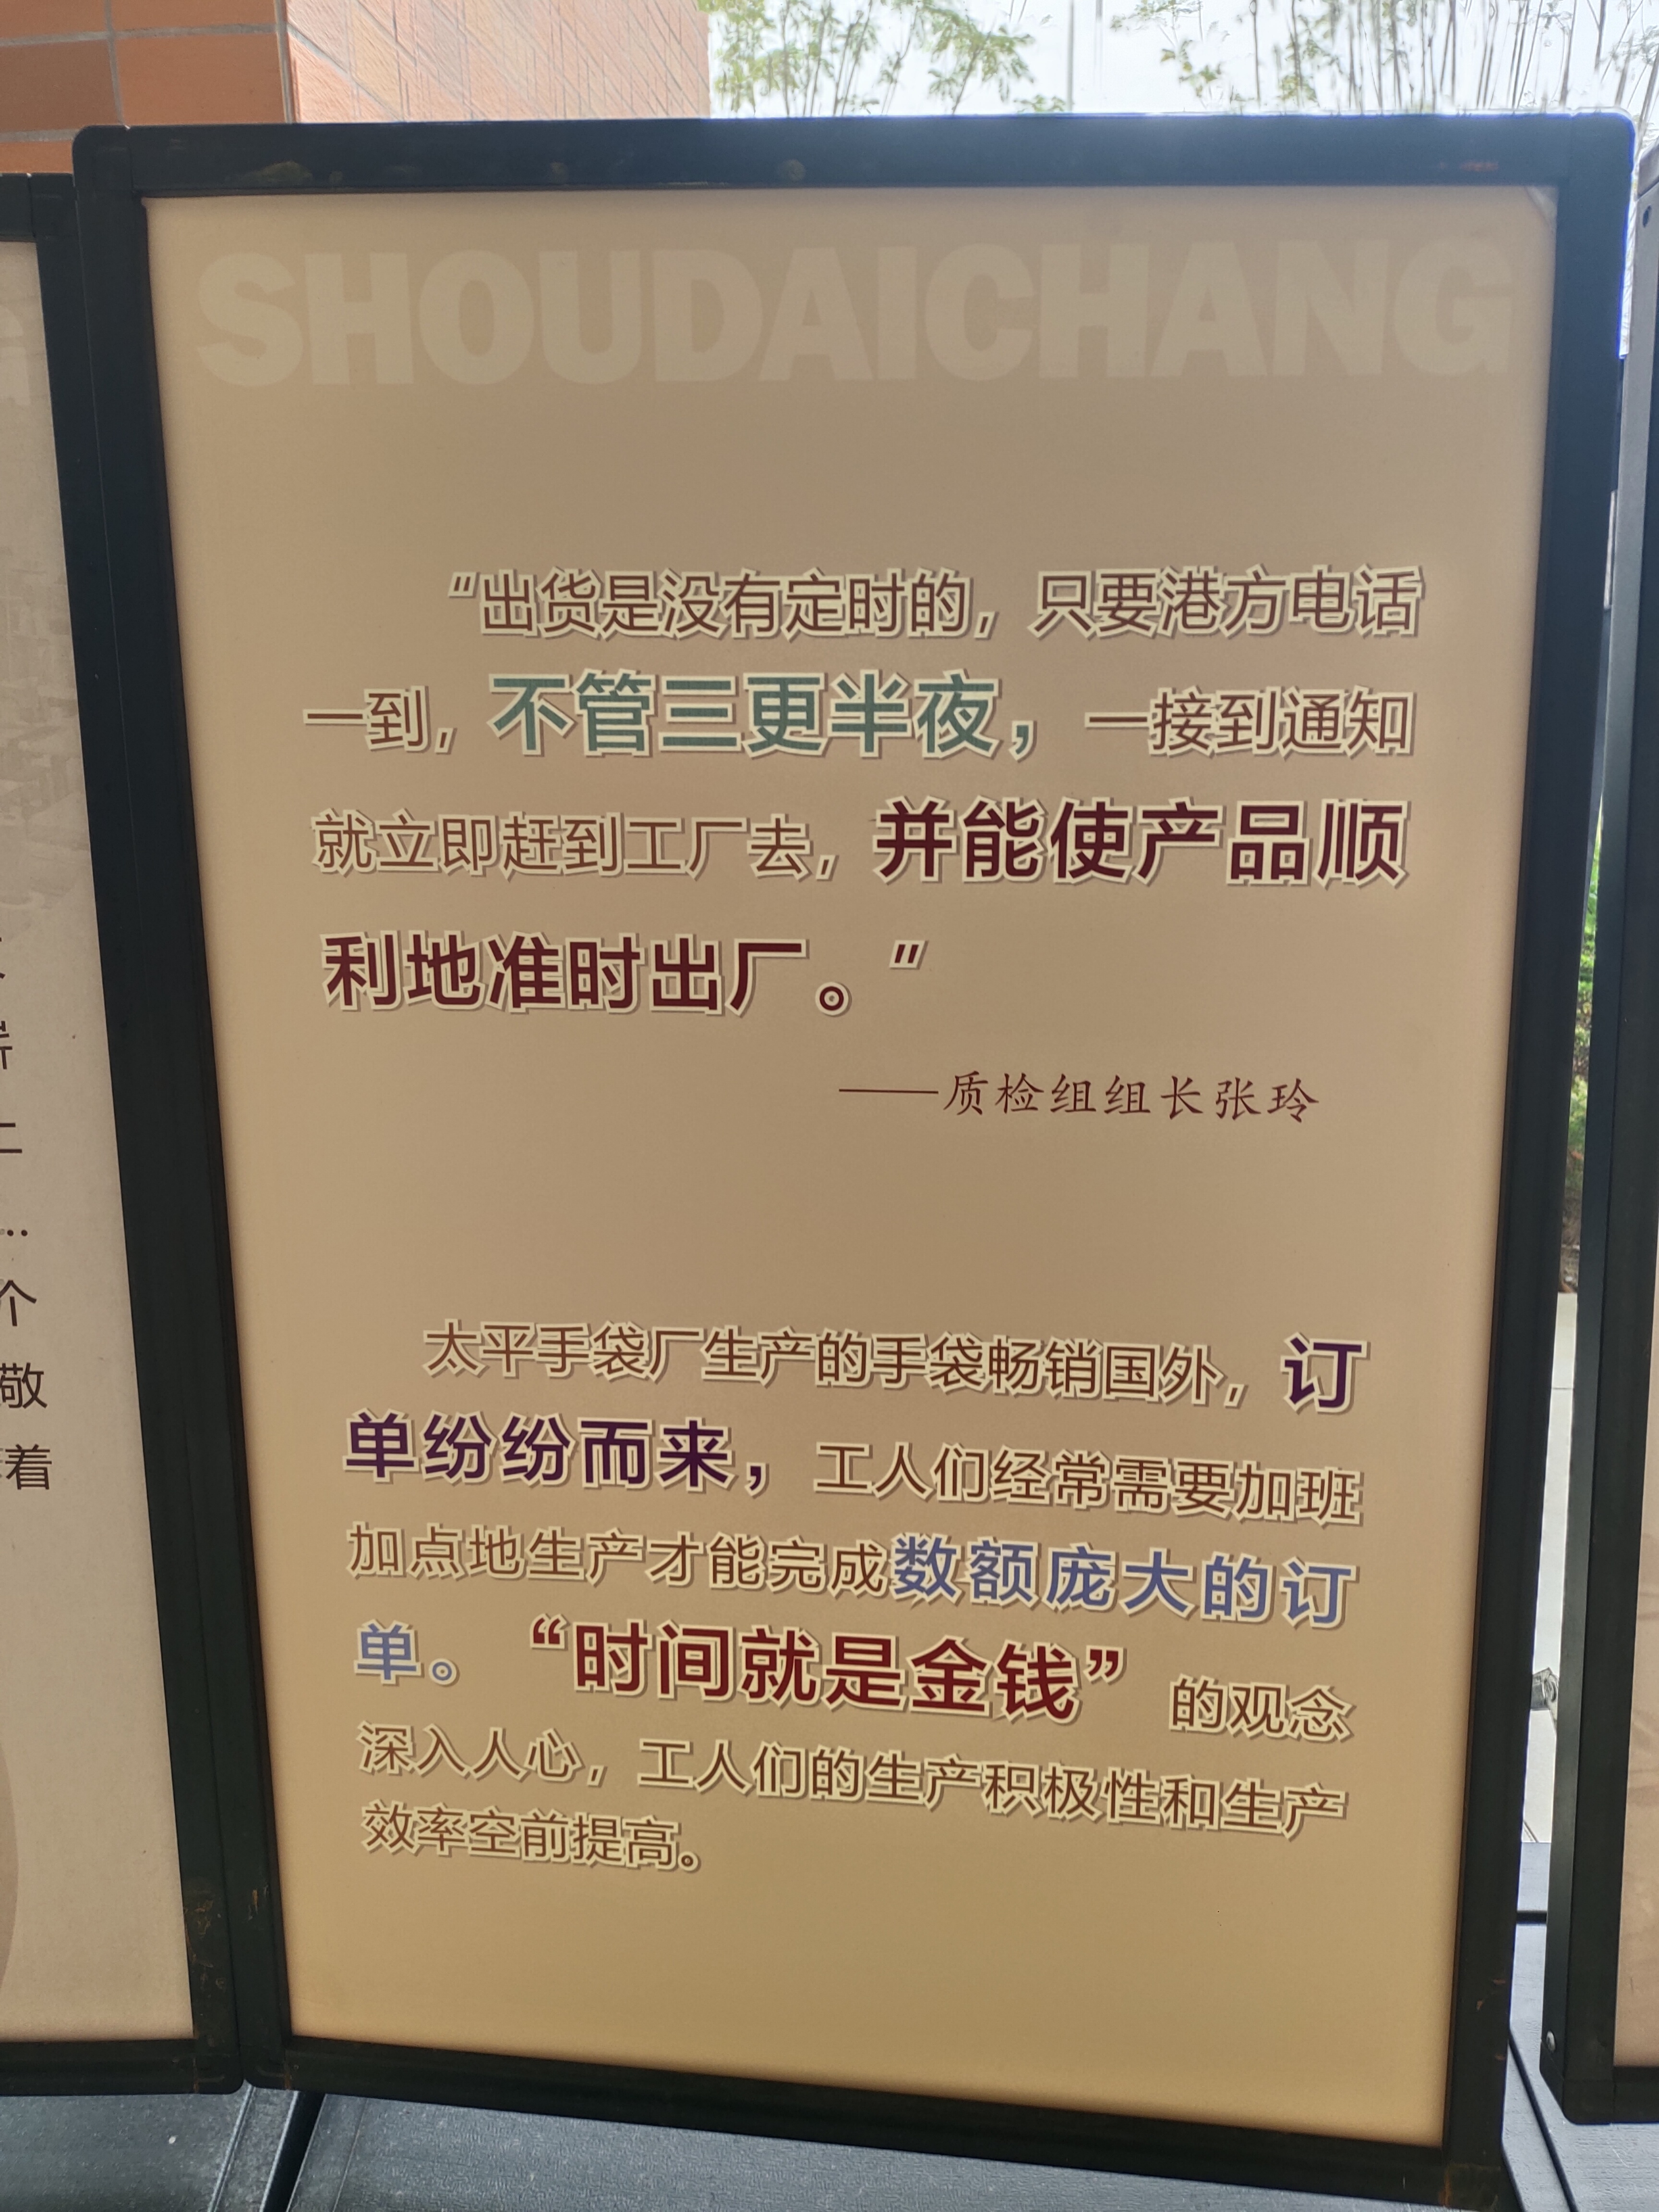 SHOUDAICHANG
“出货是没有定时的，只要港方电话
一到，不管三更半夜，一接到通知
就立即赶到工厂去，并能使产品顺
利地准时出厂。”
——质检组组长张玲
太平手袋厂生产的手袋畅销国外，订
单纷纷而来，工人们经常需要加班
加点地生产才能完成数额庞大的订
单。“时间就是金钱”的观念
深入人心，工人们的生产积极性和生产
效率空前提高。
工
…
个
敬
着